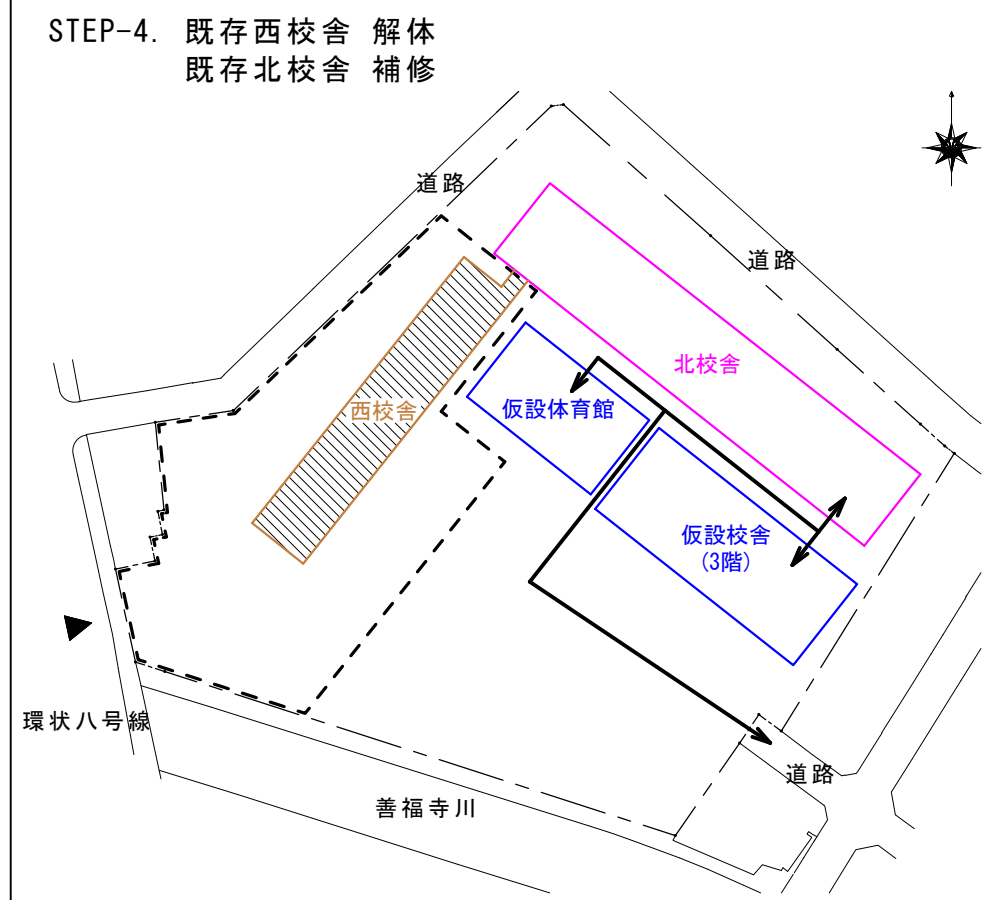 STEP-4. 既存西校舎 解体
既存北校舎 補修
道路
道路
北校舎
西校舎
仮設体育館
仮設校舎
(3階)
環状八号線
道路
善福寺川